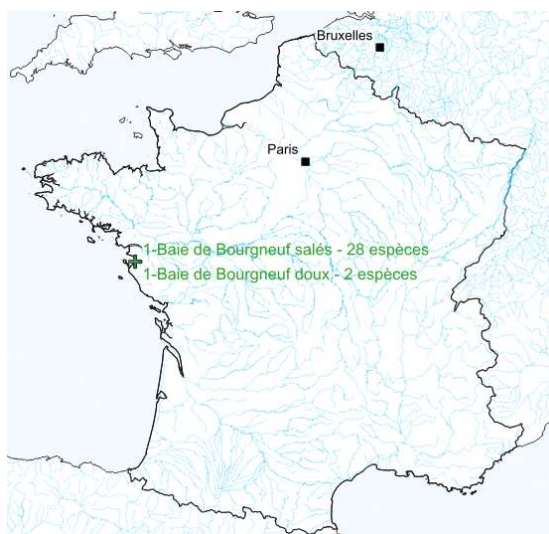 Bruxelles
Paris
1-Baie de Bourgneuf salés - 28 espèces
1-Baie de Bourgneuf doux - 2 espèces